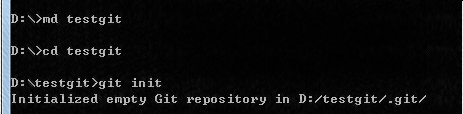 D:\>md testgit
D:\>cd testgit
D:\testgit>git init
Initialized empty Git repository in D:/testgit/.git/